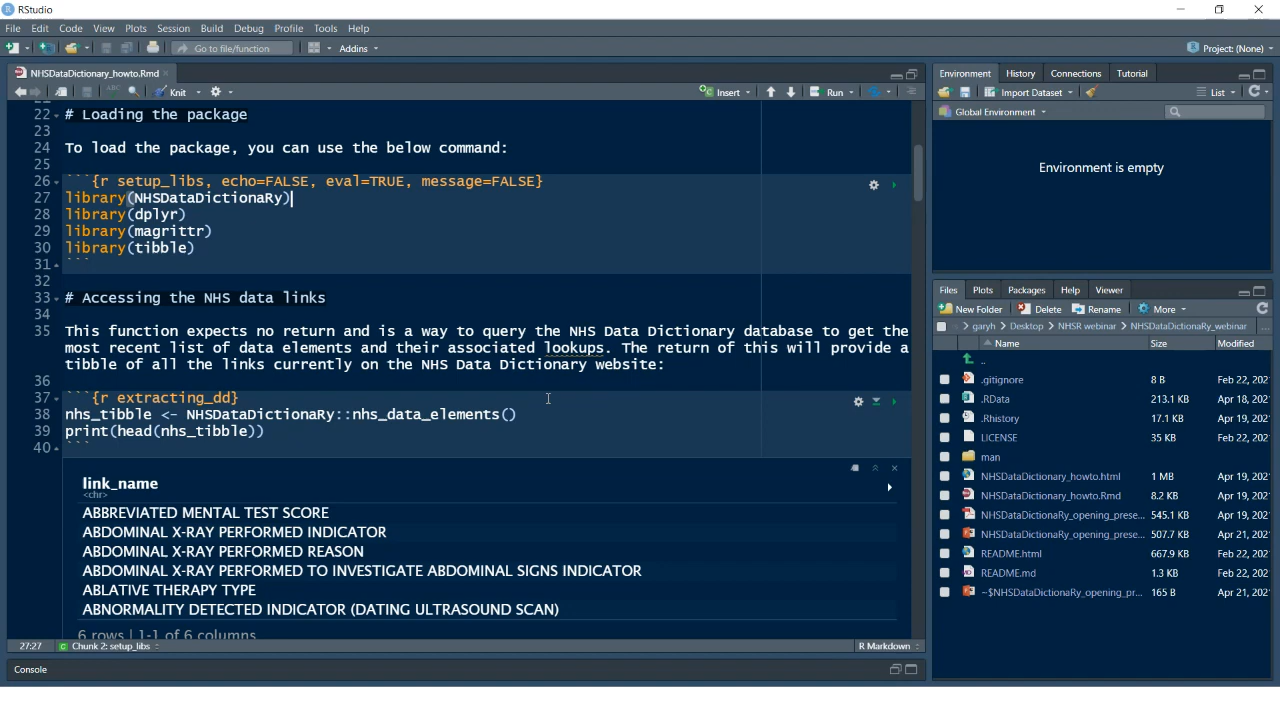 RStudio
File Edit Code View Plots Session Build Debug Profile Tools Help
Go to file/function Addins Project: (None)
NHSDataDictionary_howto.Rmd
Knit Insert Run
22 # Loading the package
23
24 To load the package, you can use the below command:
25
26 ```{r setup_libs, echo=FALSE, eval=TRUE, message=FALSE}
27 library(NHSDataDictionaRy)
28 library(dplyr)
29 library(magrittr)
30 library(tibble)
31 ```
32
33 # Accessing the NHS data links
34
35 This function expects no return and is a way to query the NHS Data Dictionary database to get the
most recent list of data elements and their associated lookups. The return of this will provide a
tibble of all the links currently on the NHS Data Dictionary website:
36
37 ```{r extracting_dd}
38 nhs_tibble <- NHSDataDictionaRy::nhs_data_elements()
39 print(head(nhs_tibble))
40 ```
link_name
<chr>
ABBREVIATED MENTAL TEST SCORE
ABDOMINAL X-RAY PERFORMED INDICATOR
ABDOMINAL X-RAY PERFORMED REASON
ABDOMINAL X-RAY PERFORMED TO INVESTIGATE ABDOMINAL SIGNS INDICATOR
ABLATIVE THERAPY TYPE
ABNORMALITY DETECTED INDICATOR (DATING ULTRASOUND SCAN)
6 rows | 1-1 of 6 columns
27:27 Chunk 2: setup_libs R Markdown
Console
Environment History Connections Tutorial
Import Dataset List
Global Environment
Environment is empty
Files Plots Packages Help Viewer
New Folder Delete Rename More
garyh > Desktop > NHSR webinar > NHSDataDictionaRy_webinar ...
Name Size Modified
..
.gitignore 8 B Feb 22, 202
.RData 213.1 KB Apr 18, 202
.Rhistory 17.1 KB Apr 19, 202
LICENSE 35 KB Feb 22, 202
man
NHSDataDictionary_howto.html 1 MB Apr 19, 202
NHSDataDictionary_howto.Rmd 8.2 KB Apr 19, 202
NHSDataDictionaRy_opening_prese... 545.1 KB Apr 19, 202
NHSDataDictionaRy_opening_prese... 507.7 KB Apr 21, 202
README.html 667.9 KB Feb 22, 202
README.md 1.3 KB Feb 22, 202
~$NHSDataDictionaRy_opening_pr... 165 B Apr 21, 202